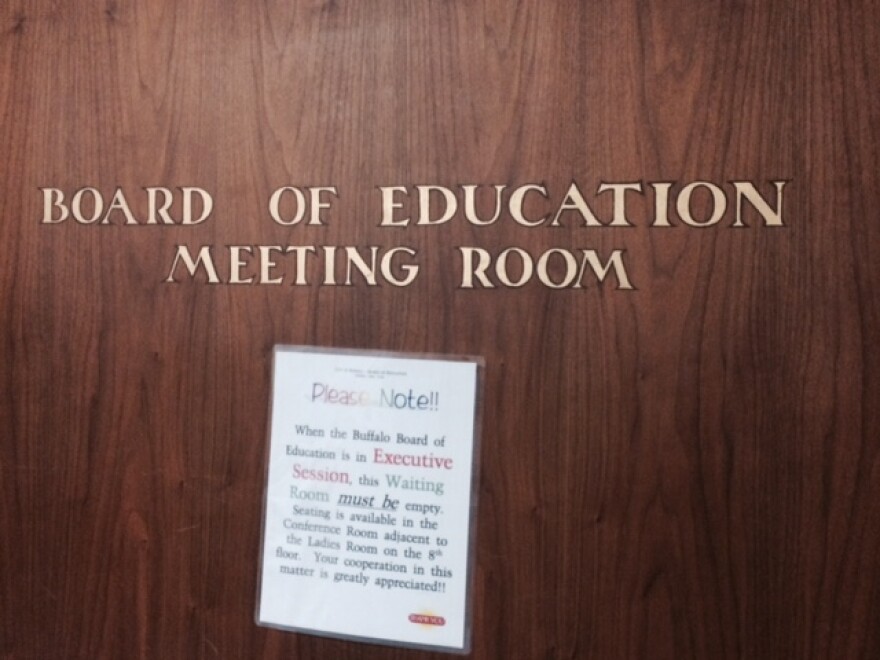 BOARD OF EDUCATION
MEETING ROOM
Please Note!!
When the Buffalo Board of
Education is in Executive
Session, this Waiting
Room must be empty.
Seating is available in the
Conference Room adjacent to
the Ladies Room on the 8th
floor. Your cooperation in this
matter is greatly appreciated!!
THANK YOU